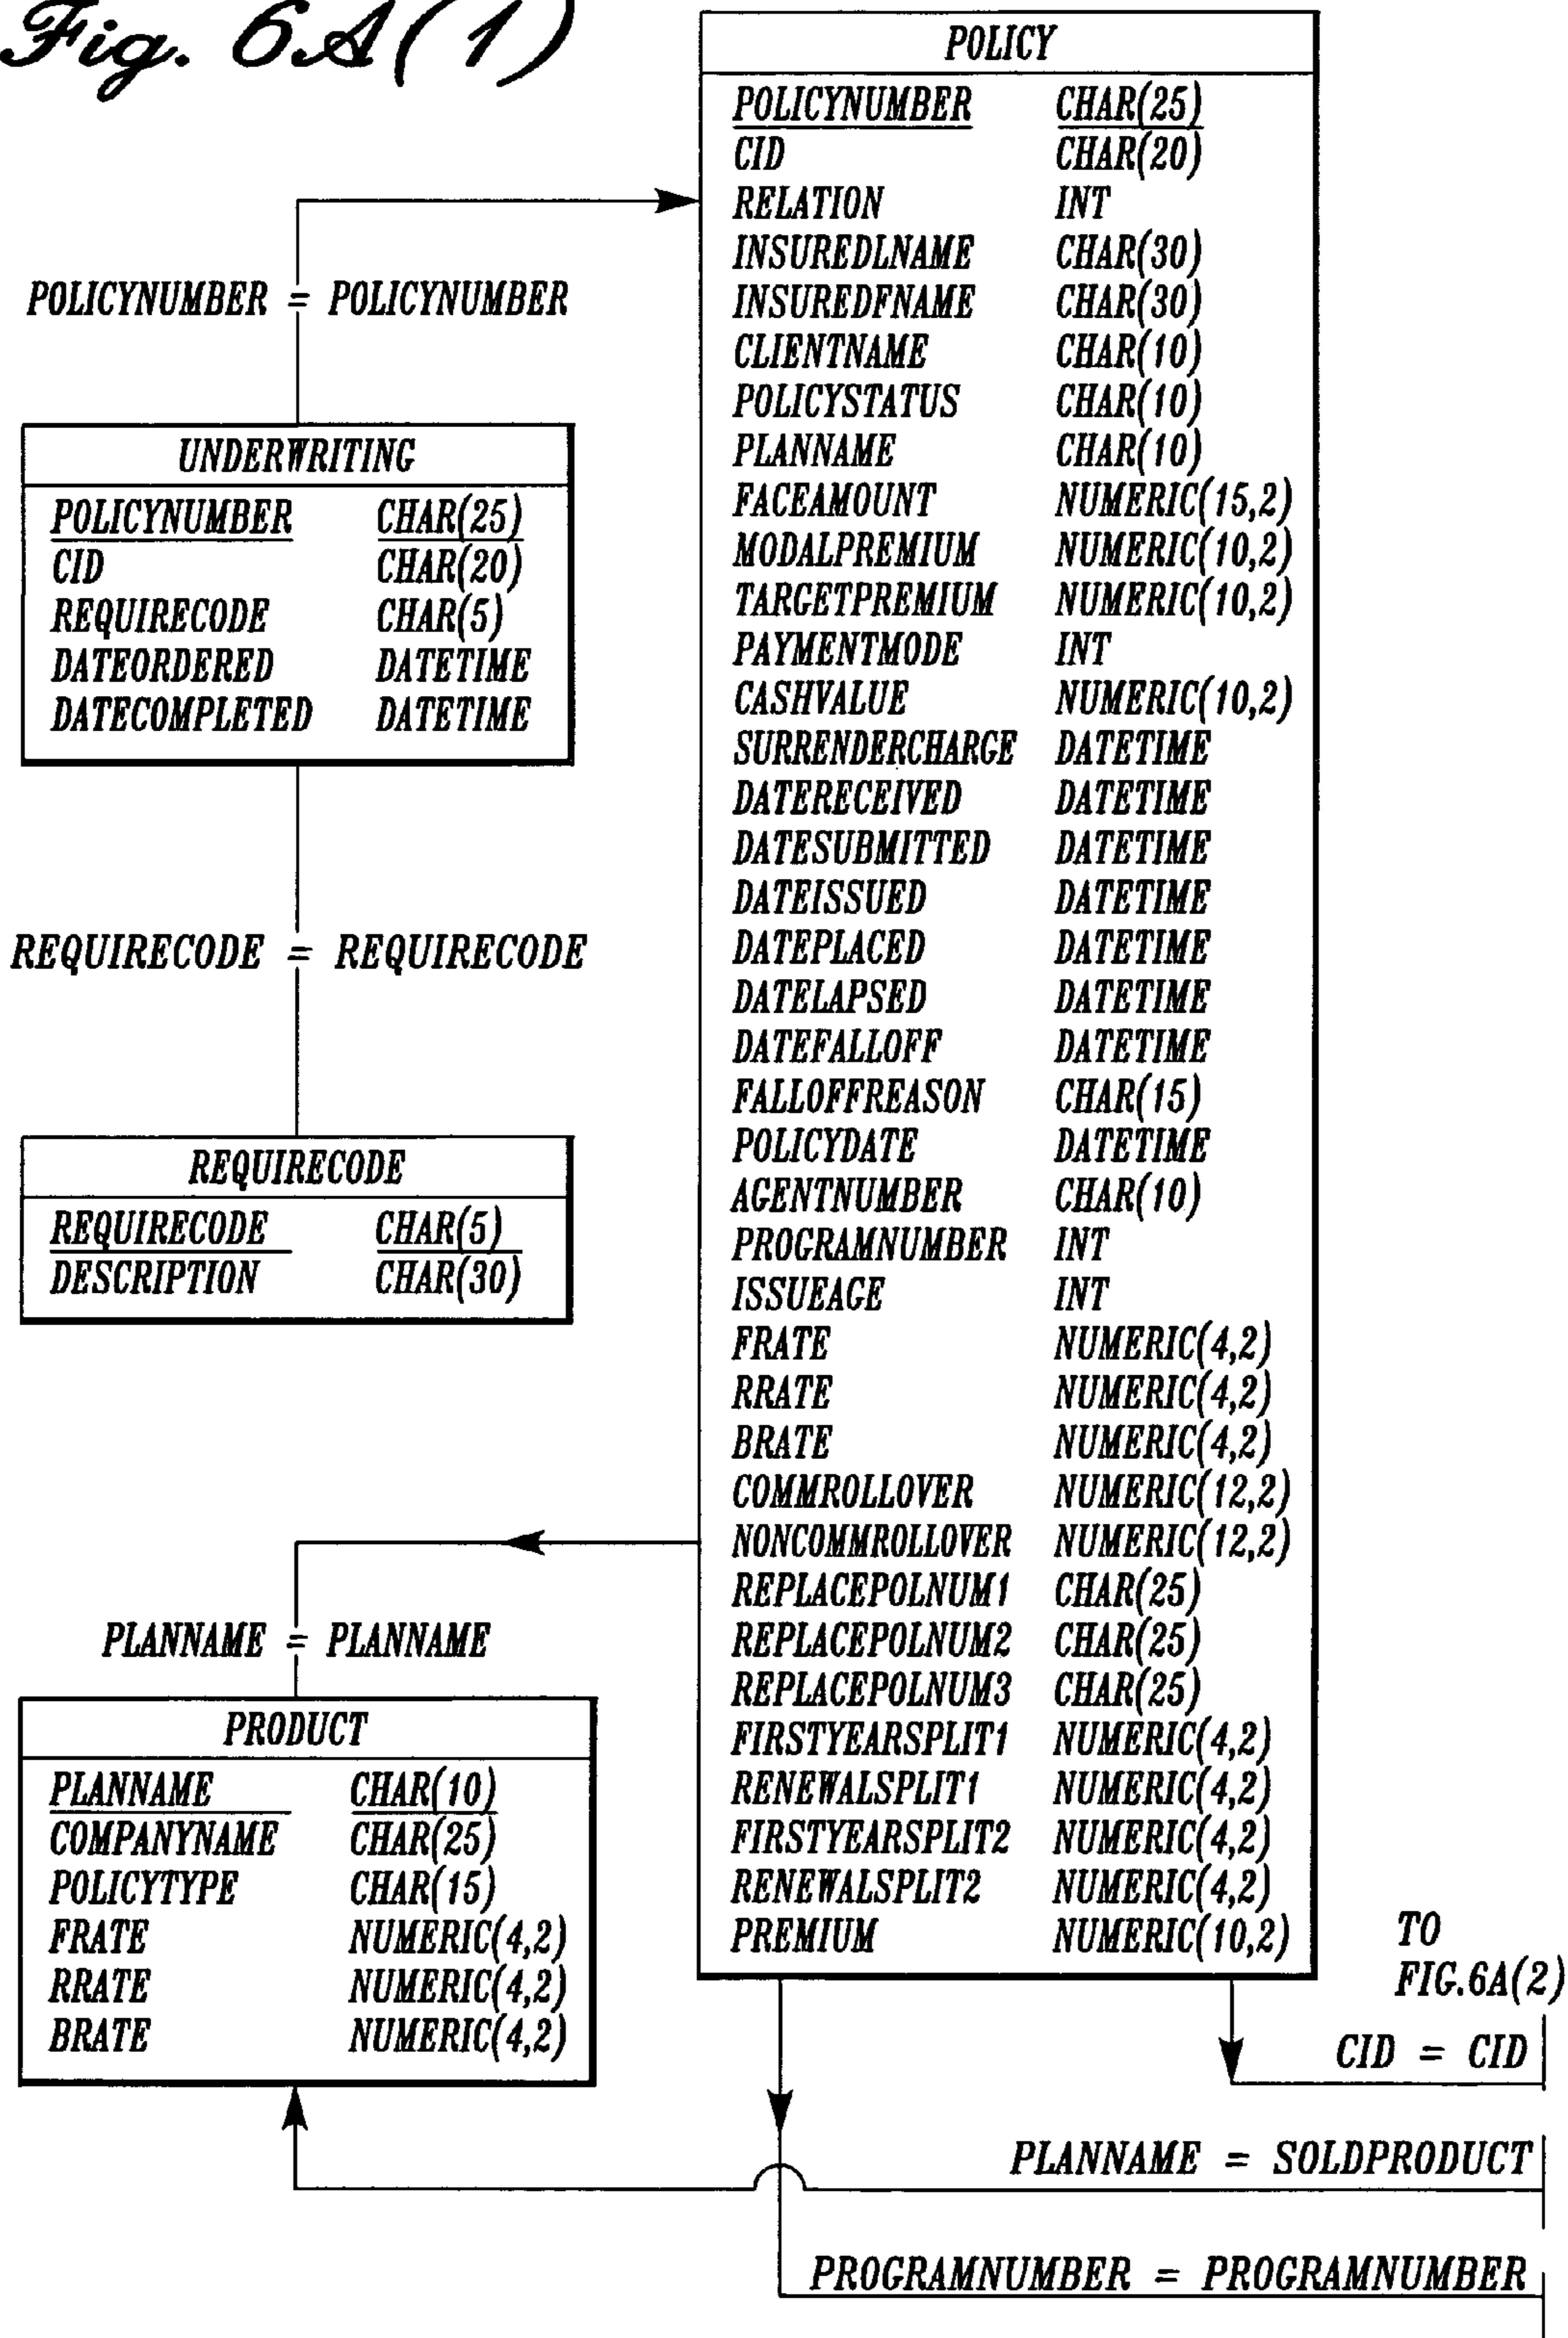 Fig. 6A(1)
POLICY
POLICYNUMBER CHAR(25)
CID CHAR(20)
RELATION INT
INSUREDLNAME CHAR(30)
INSUREDFNAME CHAR(30)
CLIENTNAME CHAR(10)
POLICYSTATUS CHAR(10)
PLANNAME CHAR(10)
FACEAMOUNT NUMERIC(15,2)
MODALPREMIUM NUMERIC(10,2)
TARGETPREMIUM NUMERIC(10,2)
PAYMENTMODE INT
CASHVALUE NUMERIC(10,2)
SURRENDERCHARGE DATETIME
DATERECEIVED DATETIME
DATESUBMITTED DATETIME
DATEISSUED DATETIME
DATEPLACED DATETIME
DATELAPSED DATETIME
DATEFALLOFF DATETIME
FALLOFFREASON CHAR(15)
POLICYDATE DATETIME
AGENTNUMBER CHAR(10)
PROGRAMNUMBER INT
ISSUEAGE INT
FRATE NUMERIC(4,2)
RRATE NUMERIC(4,2)
BRATE NUMERIC(4,2)
COMMROLLOVER NUMERIC(12,2)
NONCOMMROLLOVER NUMERIC(12,2)
REPLACEPOLNUM1 CHAR(25)
REPLACEPOLNUM2 CHAR(25)
REPLACEPOLNUM3 CHAR(25)
FIRSTYEARSPLIT1 NUMERIC(4,2)
RENEWALSPLIT1 NUMERIC(4,2)
FIRSTYEARSPLIT2 NUMERIC(4,2)
RENEWALSPLIT2 NUMERIC(4,2)
PREMIUM NUMERIC(10,2)
POLICYNUMBER = POLICYNUMBER
UNDERWRITING
POLICYNUMBER CHAR(25)
CID CHAR(20)
REQUIRECODE CHAR(5)
DATEORDERED DATETIME
DATECOMPLETED DATETIME
REQUIRECODE = REQUIRECODE
REQUIRECODE
REQUIRECODE CHAR(5)
DESCRIPTION CHAR(30)
PLANNAME = PLANNAME
PRODUCT
PLANNAME CHAR(10)
COMPANYNAME CHAR(25)
POLICYTYPE CHAR(15)
FRATE NUMERIC(4,2)
RRATE NUMERIC(4,2)
BRATE NUMERIC(4,2)
TO
FIG.6A(2)
CID = CID
PLANNAME = SOLDPRODUCT
PROGRAMNUMBER = PROGRAMNUMBER